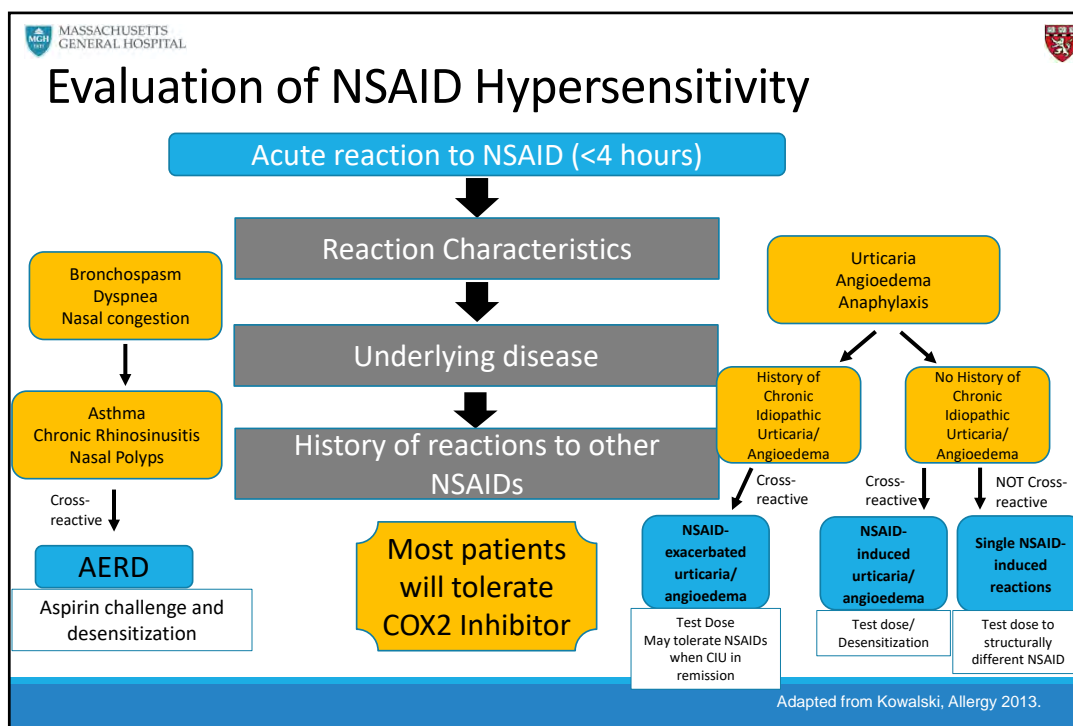 MASSACHUSETTS
GENERAL HOSPITAL
MGH
1811
Evaluation of NSAID Hypersensitivity
Acute reaction to NSAID (<4 hours)
Reaction Characteristics
Underlying disease
History of reactions to other
NSAIDs
Most patients
will tolerate
COX2 Inhibitor
Bronchospasm
Dyspnea
Nasal congestion
Asthma
Chronic Rhinosinusitis
Nasal Polyps
Cross-
reactive
AERD
Aspirin challenge and
desensitization
Urticaria
Angioedema
Anaphylaxis
History of
Chronic
Idiopathic
Urticaria/
Angioedema
No History of
Chronic
Idiopathic
Urticaria/
Angioedema
Cross-
reactive
Cross-
reactive
NOT Cross-
reactive
NSAID-
exacerbated
urticaria/
angioedema
NSAID-
induced
urticaria/
angioedema
Single NSAID-
induced
reactions
Test Dose
May tolerate NSAIDs
when CIU in
remission
Test dose/
Desensitization
Test dose to
structurally
different NSAID
Adapted from Kowalski, Allergy 2013.